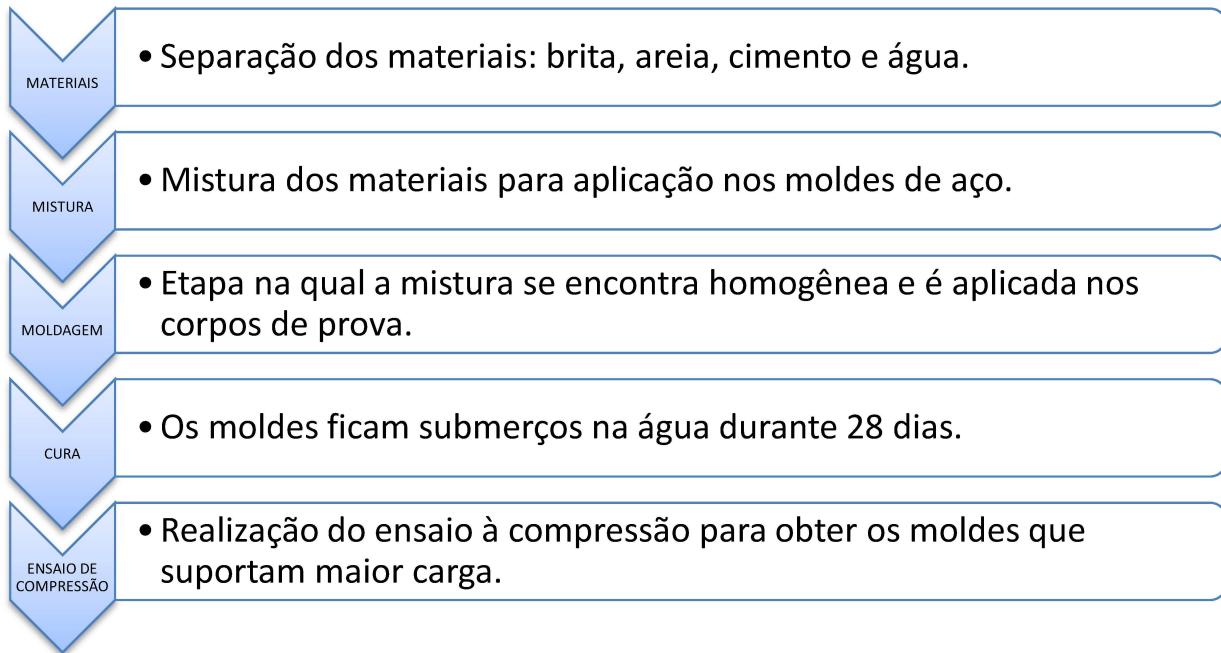 MATERIAIS
• Separação dos materiais: brita, areia, cimento e água.
MISTURA
• Mistura dos materiais para aplicação nos moldes de aço.
MOLDAGEM
• Etapa na qual a mistura se encontra homogênea e é aplicada nos
corpos de prova.
CURA
• Os moldes ficam submerços na água durante 28 dias.
ENSAIO DE
COMPRESSÃO
• Realização do ensaio à compressão para obter os moldes que
suportam maior carga.